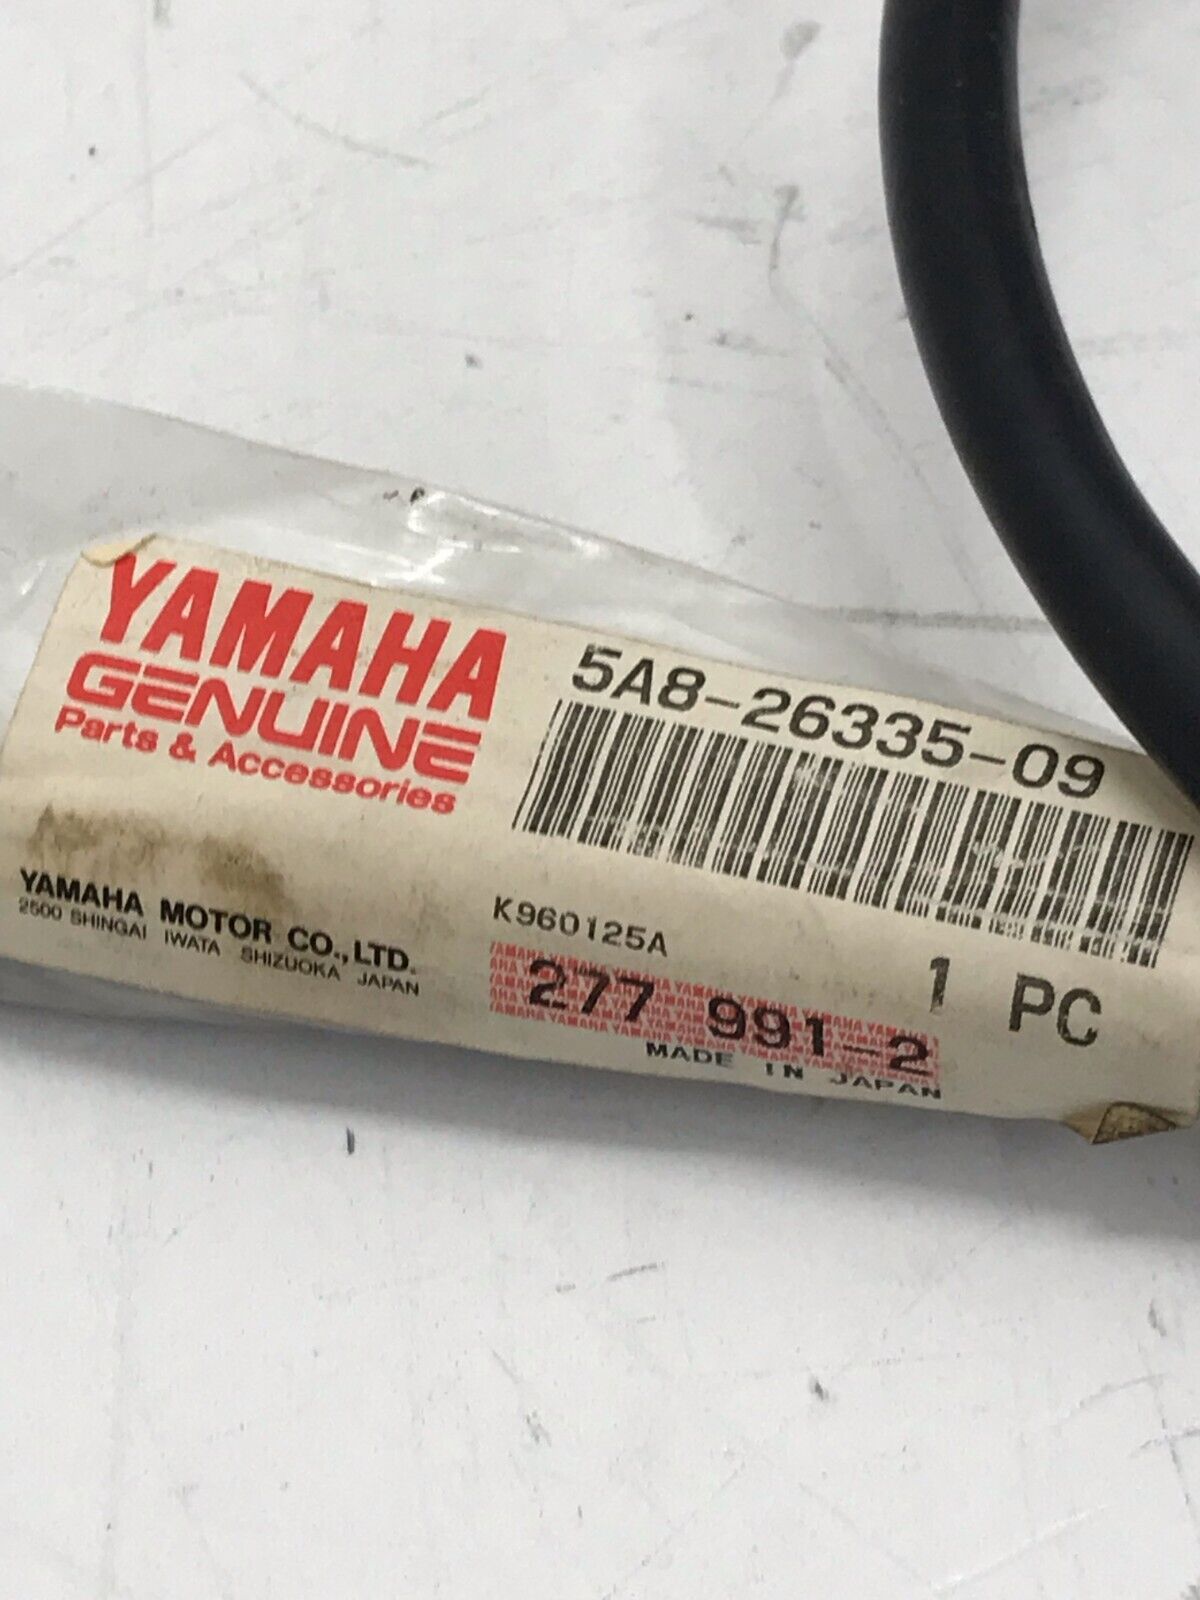 YAMAHA
GENUINE
Parts & Accessories
5A8-26335-09
YAMAHA MOTOR CO.,LTD.
2500 SHINGAI IWATA SHIZUOKA JAPAN
K960125A
277 991-2
1 PC
MADE IN JAPAN